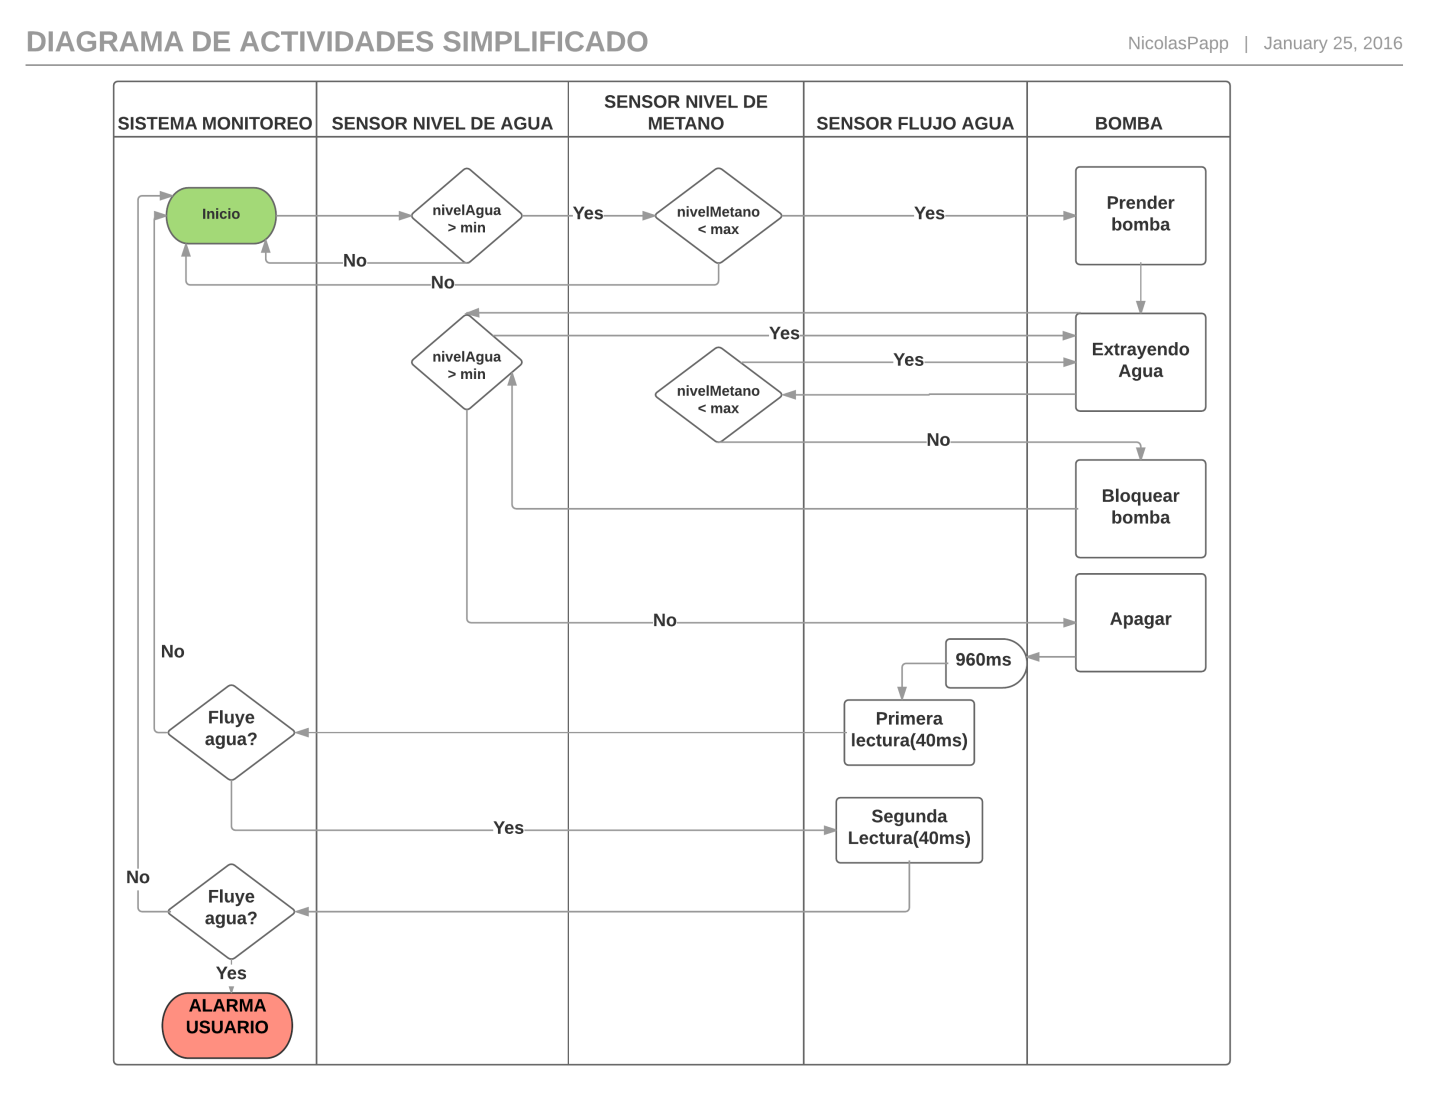 DIAGRAMA DE ACTIVIDADES SIMPLIFICADO
NicolasPapp | January 25, 2016
SISTEMA MONITOREO
SENSOR NIVEL DE AGUA
SENSOR NIVEL DE
METANO
SENSOR FLUJO AGUA
BOMBA
Inicio
nivelAgua
> min
Yes
nivelMetano
< max
Yes
Prender
bomba
No
No
nivelAgua
> min
Yes
nivelMetano
< max
Yes
Extrayendo
Agua
No
Bloquear
bomba
No
Apagar
No
960ms
Fluye
agua?
Primera
lectura(40ms)
Yes
Segunda
Lectura(40ms)
No
Fluye
agua?
Yes
ALARMA
USUARIO